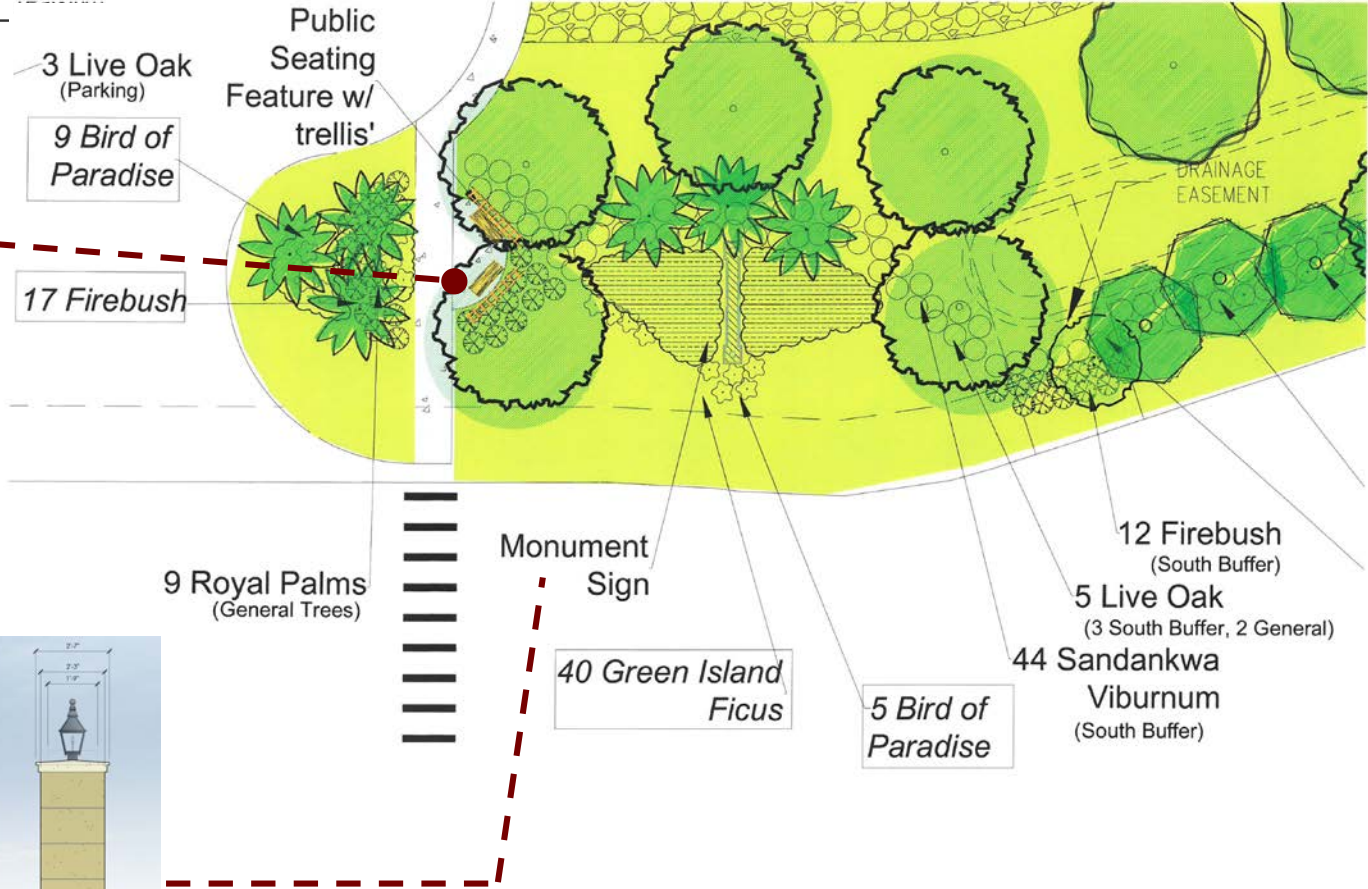 Public
Seating
Feature w/
trellis'
3 Live Oak
(Parking)
9 Bird of
Paradise
17 Firebush
DRAINAGE
EASEMENT
9 Royal Palms
(General Trees)
Monument
Sign
40 Green Island
Ficus
5 Bird of
Paradise
12 Firebush
(South Buffer)
5 Live Oak
(3 South Buffer, 2 General)
44 Sandankwa
Viburnum
(South Buffer)
2'-3"